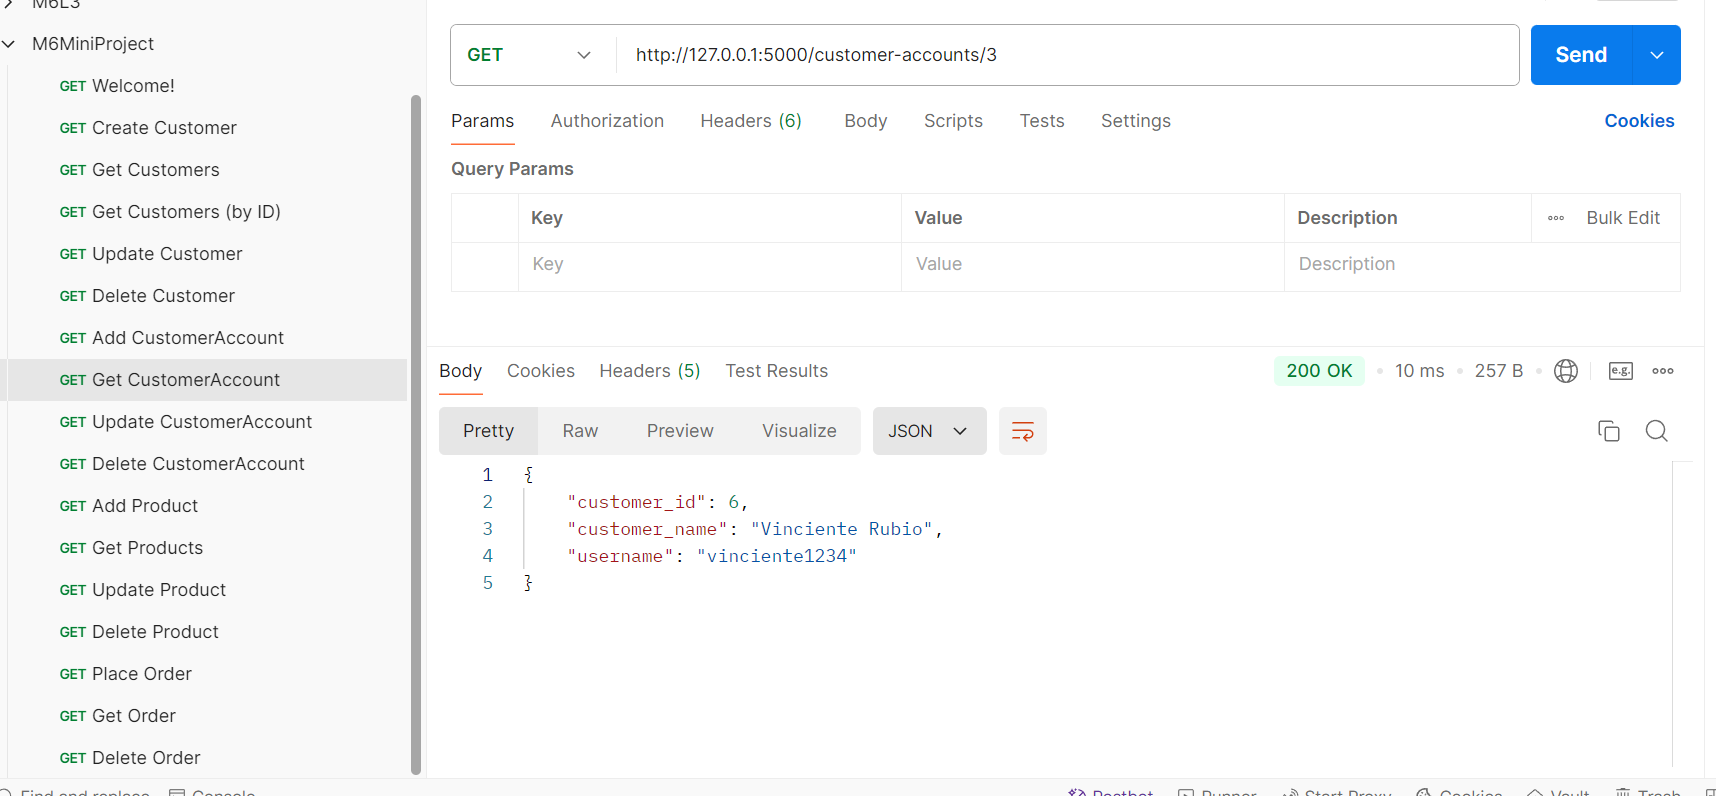 M6L3
M6MiniProject
GET Welcome!
GET Create Customer
GET Get Customers
GET Get Customers (by ID)
GET Update Customer
GET Delete Customer
GET Add CustomerAccount
GET Get CustomerAccount
GET Update CustomerAccount
GET Delete CustomerAccount
GET Add Product
GET Get Products
GET Update Product
GET Delete Product
GET Place Order
GET Get Order
GET Delete Order
GET http://127.0.0.1:5000/customer-accounts/3 Send
Params Authorization Headers (6) Body Scripts Tests Settings Cookies
Query Params
Key Value Description Bulk Edit
Key Value Description
Body Cookies Headers (5) Test Results 200 OK 10 ms 257 B e.g.
Pretty Raw Preview Visualize JSON
1 {
2 "customer_id": 6,
3 "customer_name": "Vinciente Rubio",
4 "username": "vinciente1234"
5 }
Find and replace Console Postbot Runner Start Proxy Cookies Vault Trash